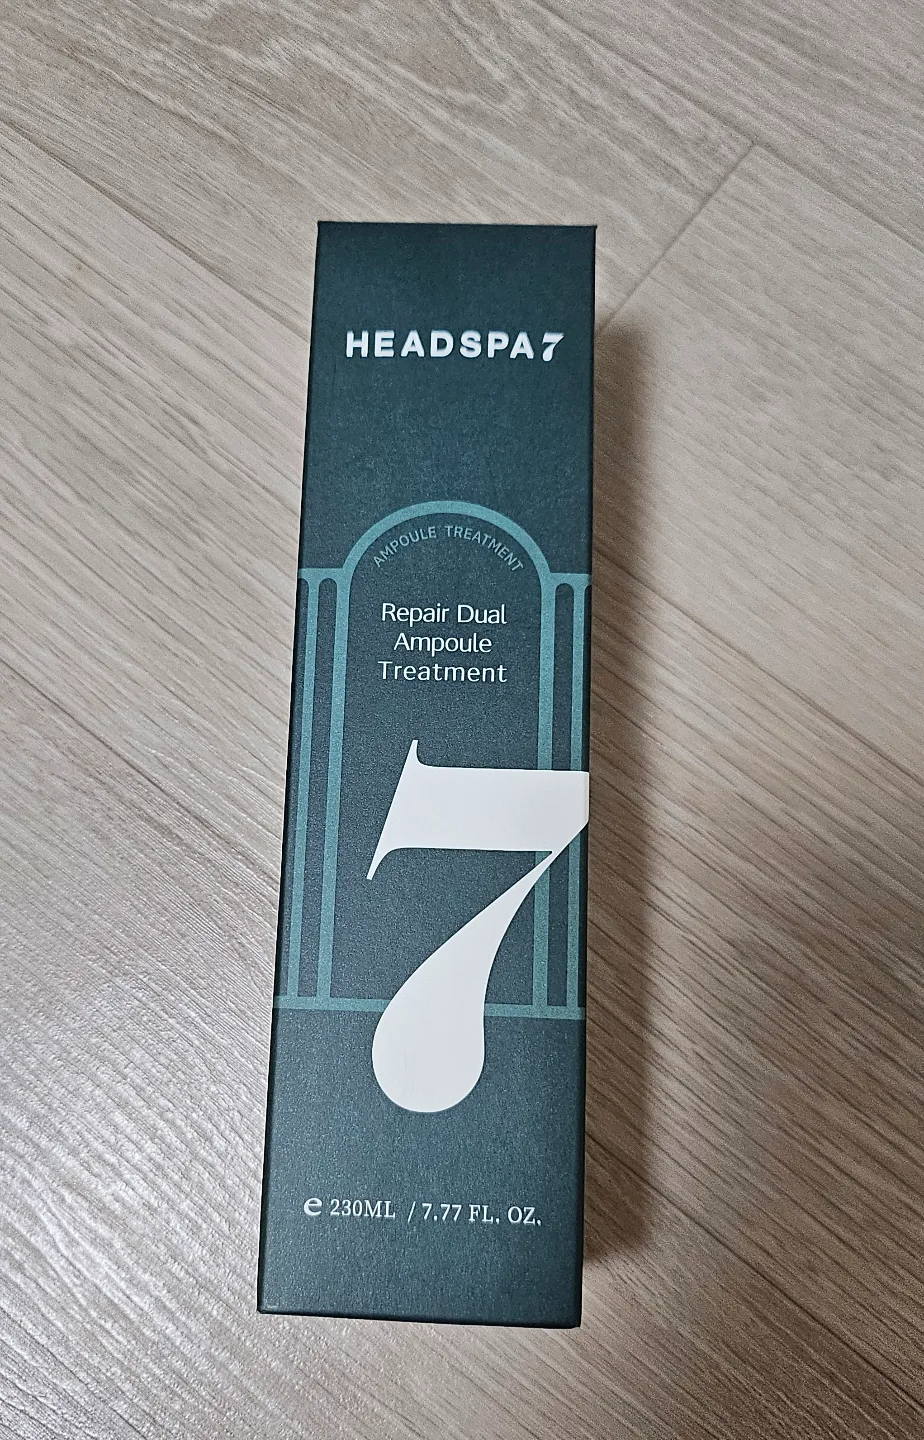 HEADSPA7
AMPOULE TREATMENT
Repair Dual
Ampoule
Treatment
7
e 230ML / 7.77 FL. OZ.